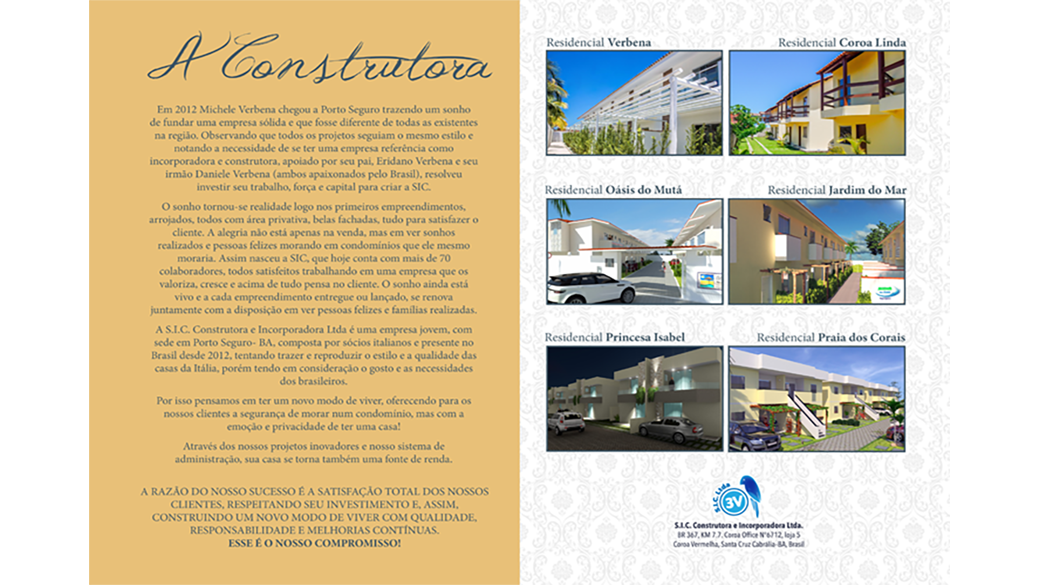 A Construtora
Em 2012 Michele Verbena chegou a Porto Seguro trazendo um sonho
de fundar uma empresa sólida e que fosse diferente de todas as existentes
na região. Observando que todos os projetos seguiam o mesmo estilo e
notando a necessidade de se ter uma empresa referência como
incorporadora e construtora, apoiado por seu pai, Eridano Verbena e seu
irmão Daniele Verbena (ambos apaixonados pelo Brasil), resolveu
investir seu trabalho, força e capital para criar a SIC.
O sonho tornou-se realidade logo nos primeiros empreendimentos,
arrojados, todos com área privativa, belas fachadas, tudo para satisfazer o
cliente. A alegria não está apenas na venda, mas em ver sonhos
realizados e pessoas felizes morando em condomínios que ele mesmo
moraria. Assim nasceu a SIC, que hoje conta com mais de 70
colaboradores, todos satisfeitos trabalhando em uma empresa que os
valoriza, cresce e acima de tudo pensa no cliente. O sonho ainda está
vivo e a cada empreendimento entregue ou lançado, se renova
juntamente com a disposição em ver pessoas felizes e famílias realizadas.
A S.I.C. Construtora e Incorporadora Ltda é uma empresa jovem, com
sede em Porto Seguro- BA, composta por sócios italianos e presente no
Brasil desde 2012, tentando trazer e reproduzir o estilo e a qualidade das
casas da Itália, porém tendo em consideração o gosto e as necessidades
dos brasileiros.
Por isso pensamos em ter um novo modo de viver, oferecendo para os
nossos clientes a segurança de morar num condomínio, mas com a
emoção e privacidade de ter uma casa!
Através dos nossos projetos inovadores e nosso sistema de
administração, sua casa se torna também uma fonte de renda.
A RAZÃO DO NOSSO SUCESSO É A SATISFAÇÃO TOTAL DOS NOSSOS
CLIENTES, RESPEITANDO SEU INVESTIMENTO E, ASSIM,
CONSTRUINDO UM NOVO MODO DE VIVER COM QUALIDADE,
RESPONSABILIDADE E MELHORIAS CONTÍNUAS.
ESSE É O NOSSO COMPROMISSO!
Residencial Verbena
Residencial Coroa Linda
Residencial Oásis do Mutá
Residencial Jardim do Mar
Residencial Princesa Isabel
Residencial Praia dos Corais
S.I.C. Ltda
3V
S.I.C. Construtora e Incorporadora Ltda.
BR 367, KM 7,7. Coroa Office N°6712, loja 5
Coroa Vermelha, Santa Cruz Cabrália-BA, Brasil